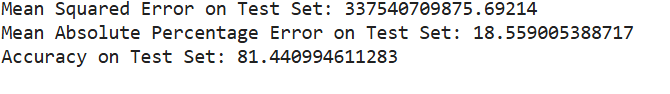 Mean Squared Error on Test Set: 337540709875.69214
Mean Absolute Percentage Error on Test Set: 18.559005388717
Accuracy on Test Set: 81.440994611283